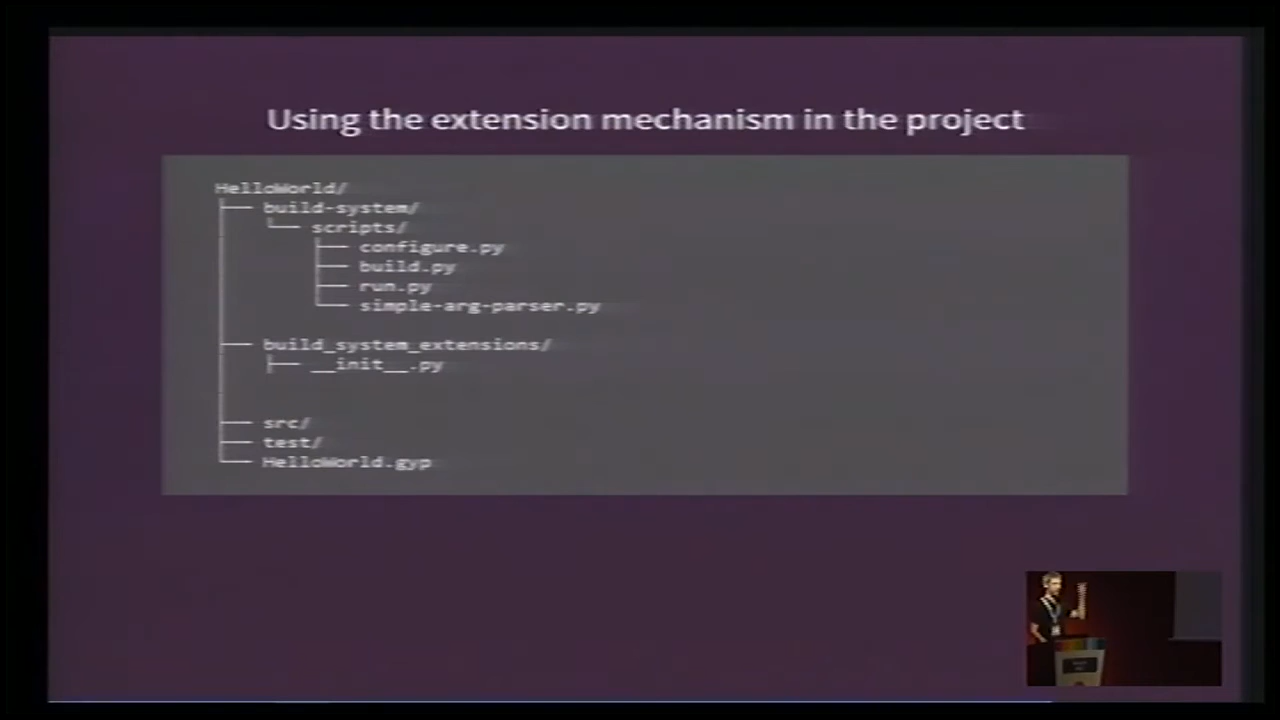 Using the extension mechanism in the project
HelloWorld/
├── build-system/
│   └── scripts/
│       ├── configure.py
│       ├── build.py
│       ├── run.py
│       └── simple-arg-parser.py
├── build_system_extensions/
│   ├── __init__.py
├── src/
├── test/
└── HelloWorld.gyp